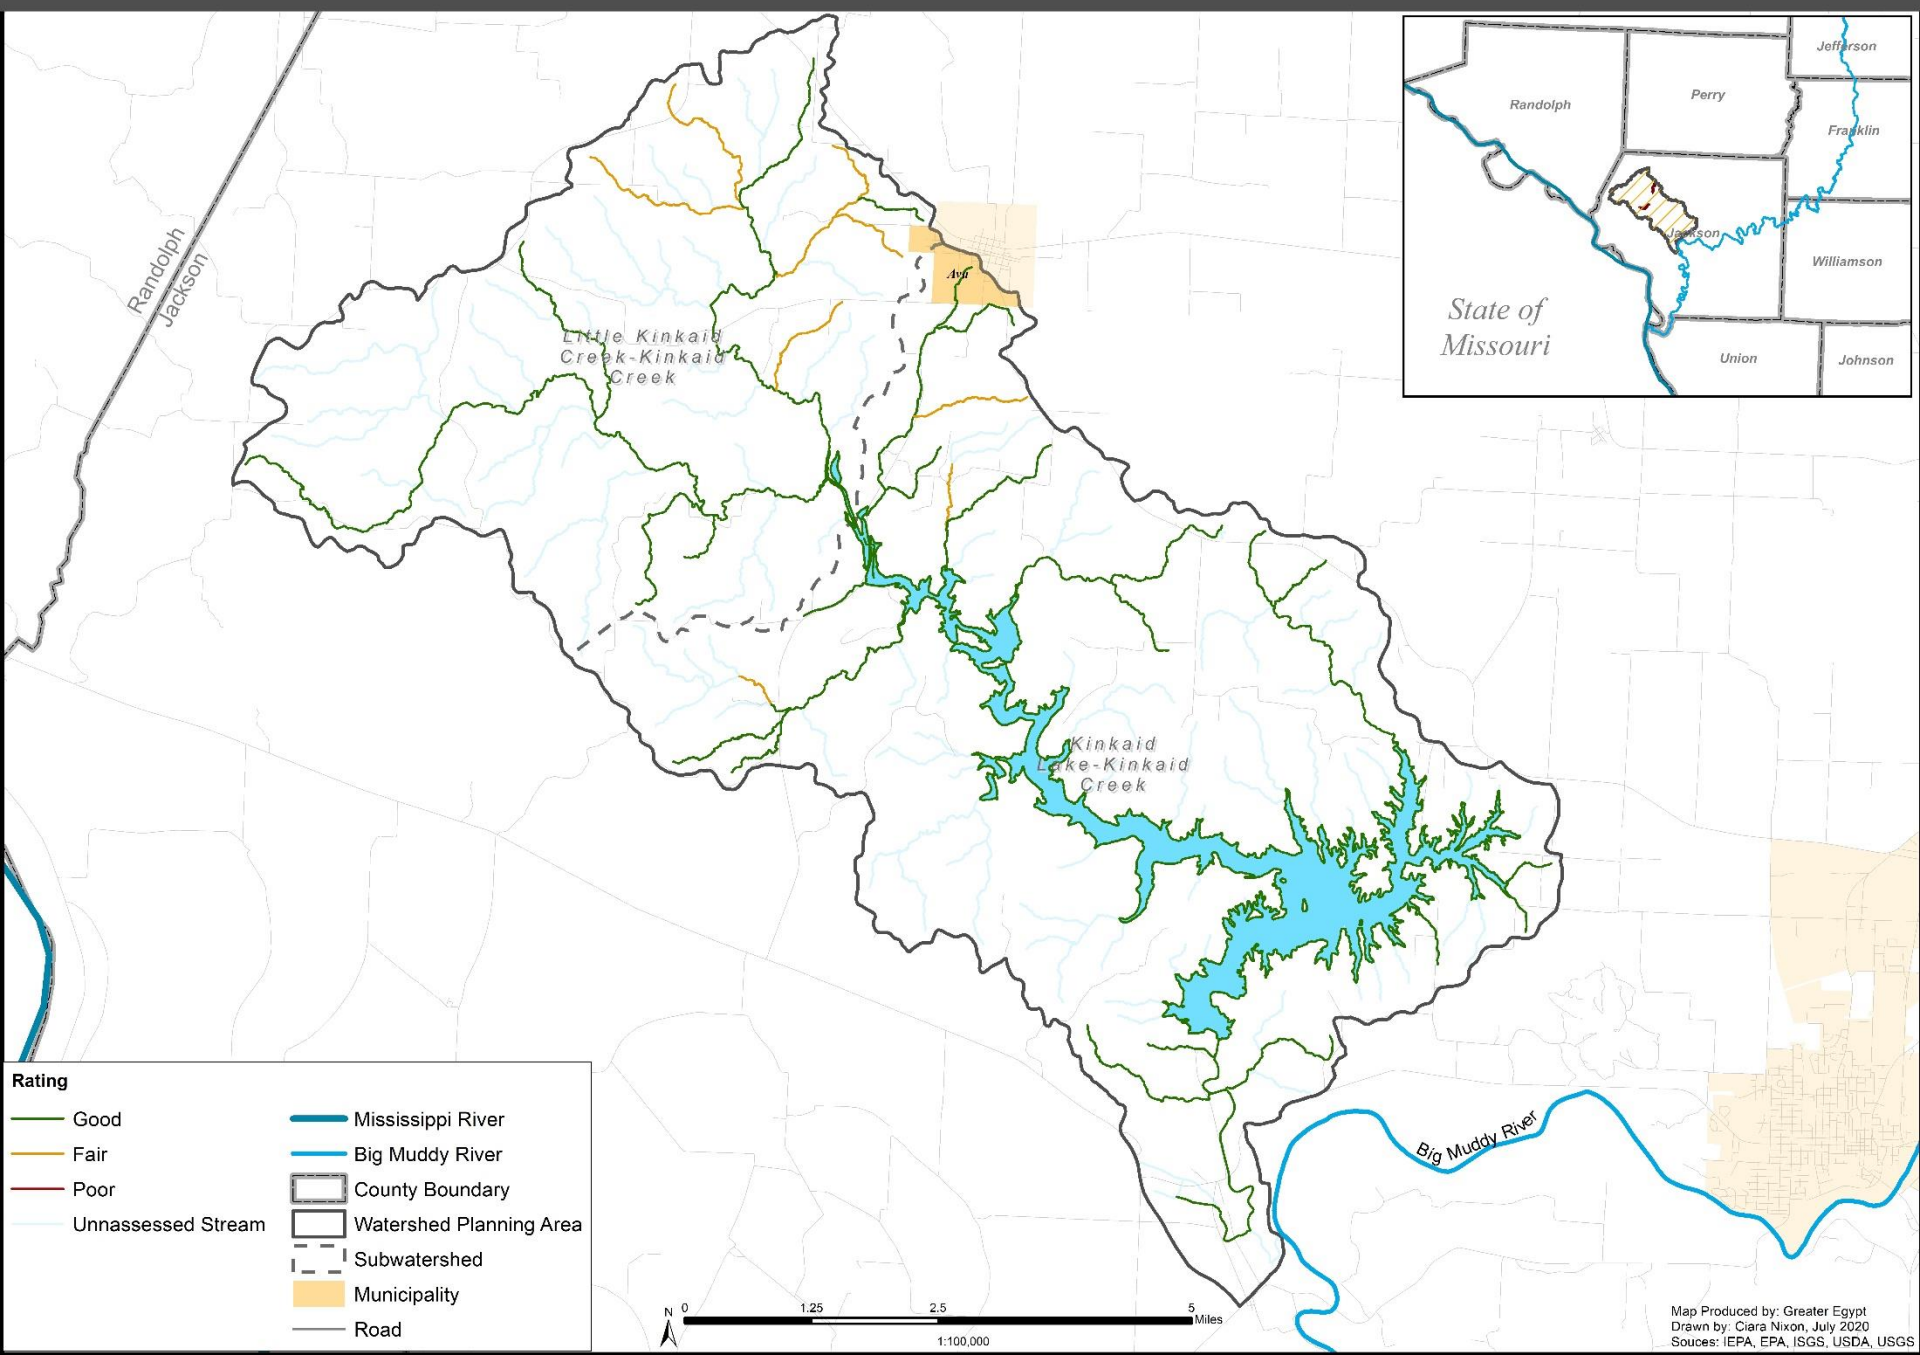 Randolph
Jackson
Little Kinkaid
Creek-Kinkaid
Creek
Ava
Kinkaid
Lake-Kinkaid
Creek
Big Muddy River
Jefferson
Randolph
Perry
Franklin
Jackson
Williamson
State of
Missouri
Union
Johnson
Rating
Good
Fair
Poor
Unnassessed Stream
Mississippi River
Big Muddy River
County Boundary
Watershed Planning Area
Subwatershed
Municipality
Road
N
0 1.25 2.5 5
Miles
1:100,000
Map Produced by: Greater Egypt
Drawn by: Ciara Nixon, July 2020
Souces: IEPA, EPA, ISGS, USDA, USGS